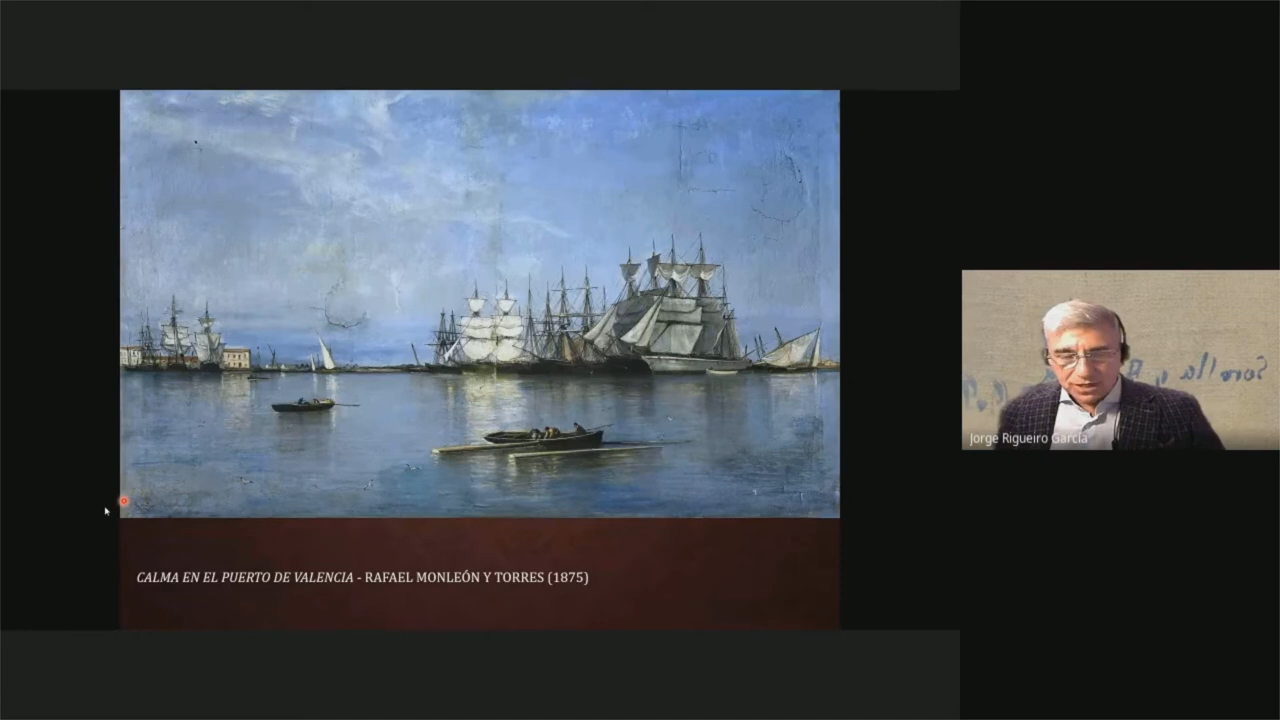 CALMA EN EL PUERTO DE VALENCIA - RAFAEL MONLEÓN Y TORRES (1875)
Jorge Rigueiro García